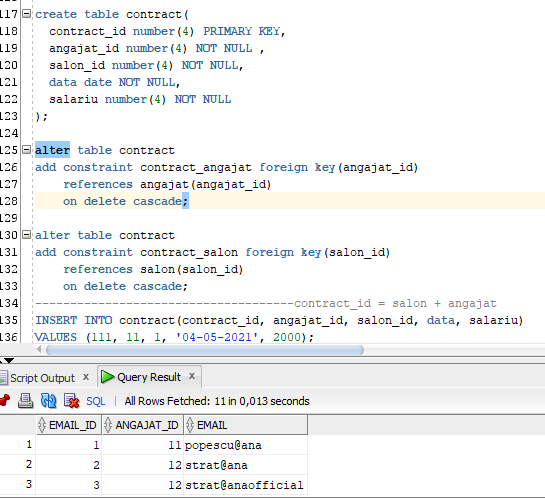 117 create table contract(
118 contract_id number(4) PRIMARY KEY,
119 angajat_id number(4) NOT NULL ,
120 salon_id number(4) NOT NULL,
121 data date NOT NULL,
122 salariu number(4) NOT NULL
123 );
124
125 alter table contract
126 add constraint contract_angajat foreign key(angajat_id)
127 references angajat(angajat_id)
128 on delete cascade;
129
130 alter table contract
131 add constraint contract_salon foreign key(salon_id)
132 references salon(salon_id)
133 on delete cascade;
134 -------------------------------------contract_id = salon + angajat
135 INSERT INTO contract(contract_id, angajat_id, salon_id, data, salariu)
136 VALUES (111, 11, 1, '04-05-2021', 2000);
Script Output x Query Result x
SQL | All Rows Fetched: 11 in 0,013 seconds
EMAIL_ID ANGAJAT_ID EMAIL
1 1 11 popescu@ana
2 2 12 strat@ana
3 3 12 strat@anaofficial